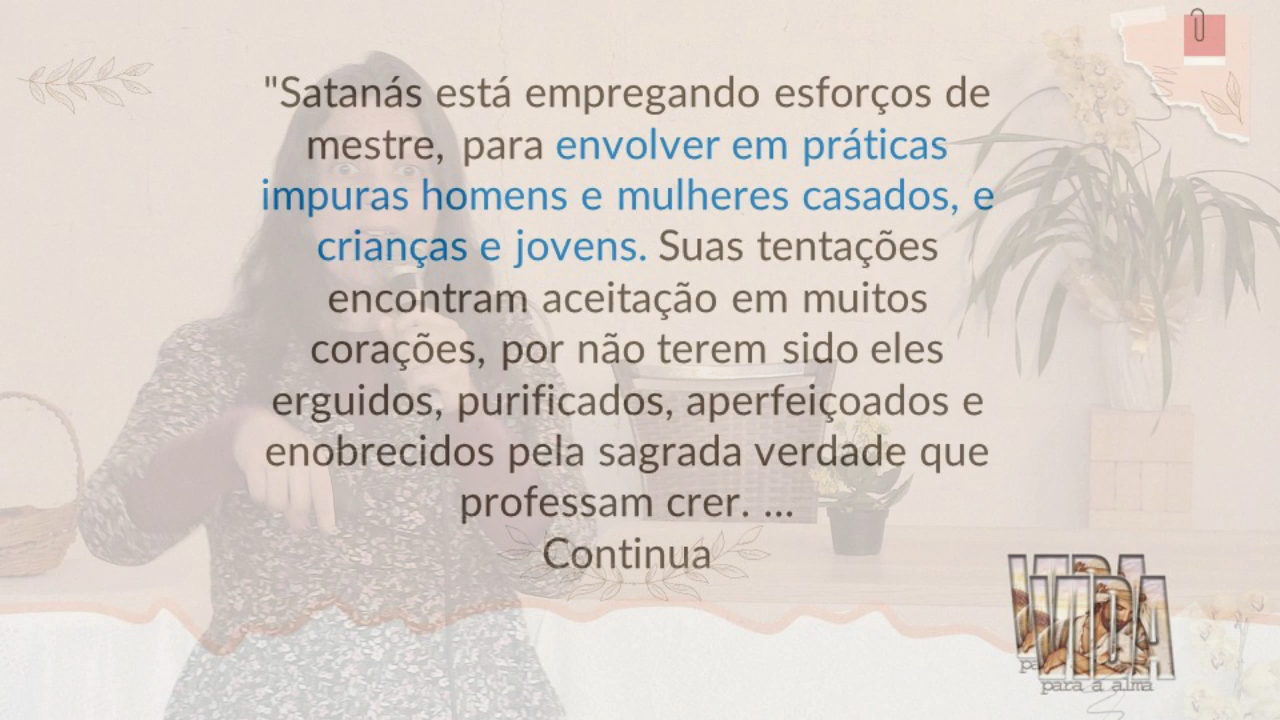 "Satanás está empregando esforços de
mestre, para envolver em práticas
impuras homens e mulheres casados, e
crianças e jovens. Suas tentações
encontram aceitação em muitos
corações, por não terem sido eles
erguidos, purificados, aperfeiçoados e
enobrecidos pela sagrada verdade que
professam crer. ...
Continua
VIDA
para a alma